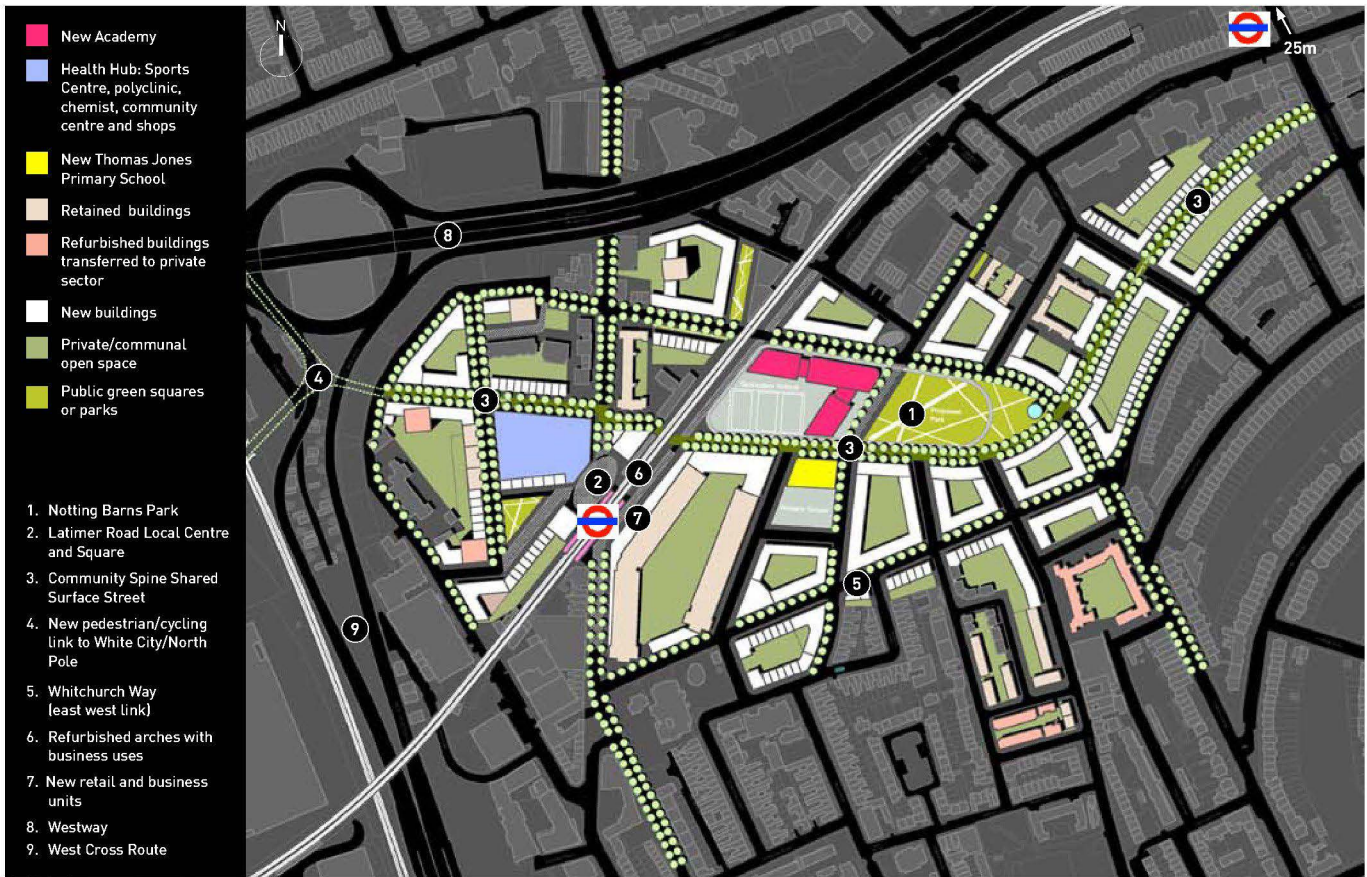 New Academy
Health Hub: Sports
Centre, polyclinic,
chemist, community
centre and shops
New Thomas Jones
Primary School
Retained buildings
Refurbished buildings
transferred to private
sector
New buildings
Private/communal
open space
Public green squares
or parks
1. Notting Barns Park
2. Latimer Road Local Centre
and Square
3. Community Spine Shared
Surface Street
4. New pedestrian/cycling
link to White City/North
Pole
5. Whitchurch Way
(east west link)
6. Refurbished arches with
business uses
7. New retail and business
units
8. Westway
9. West Cross Route
N
25m
3
8
4
3
1
3
2
6
7
5
9